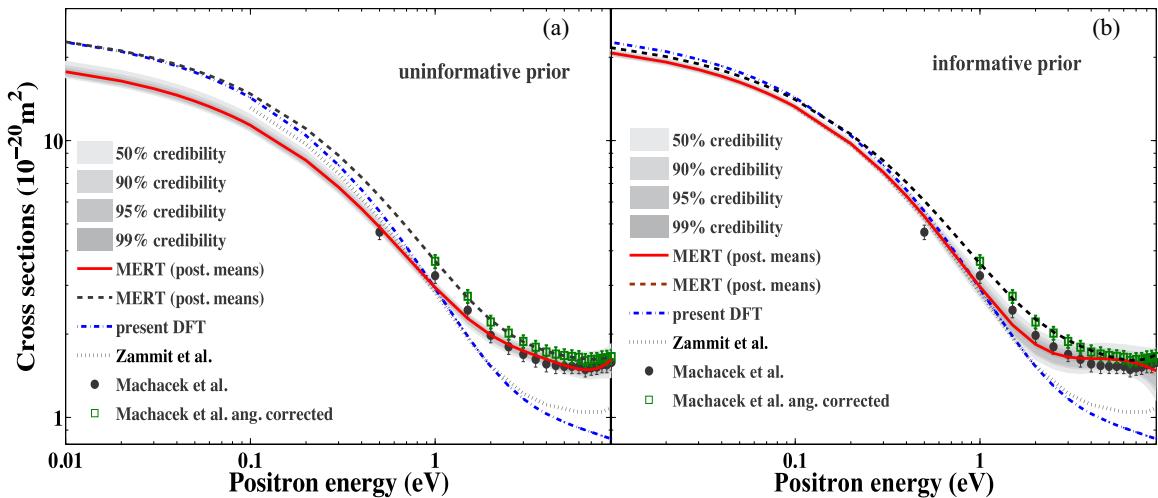 (a)
uninformative prior
Cross sections (10⁻²⁰m²)
10
1
50% credibility
90% credibility
95% credibility
99% credibility
MERT (post. means)
MERT (post. means)
present DFT
Zammit et al.
Machacek et al.
Machacek et al. ang. corrected
0.01
0.1
1
Positron energy (eV)
(b)
informative prior
50% credibility
90% credibility
95% credibility
99% credibility
MERT (post. means)
MERT (post. means)
present DFT
Zammit et al.
Machacek et al.
Machacek et al. ang. corrected
0.1
1
Positron energy (eV)